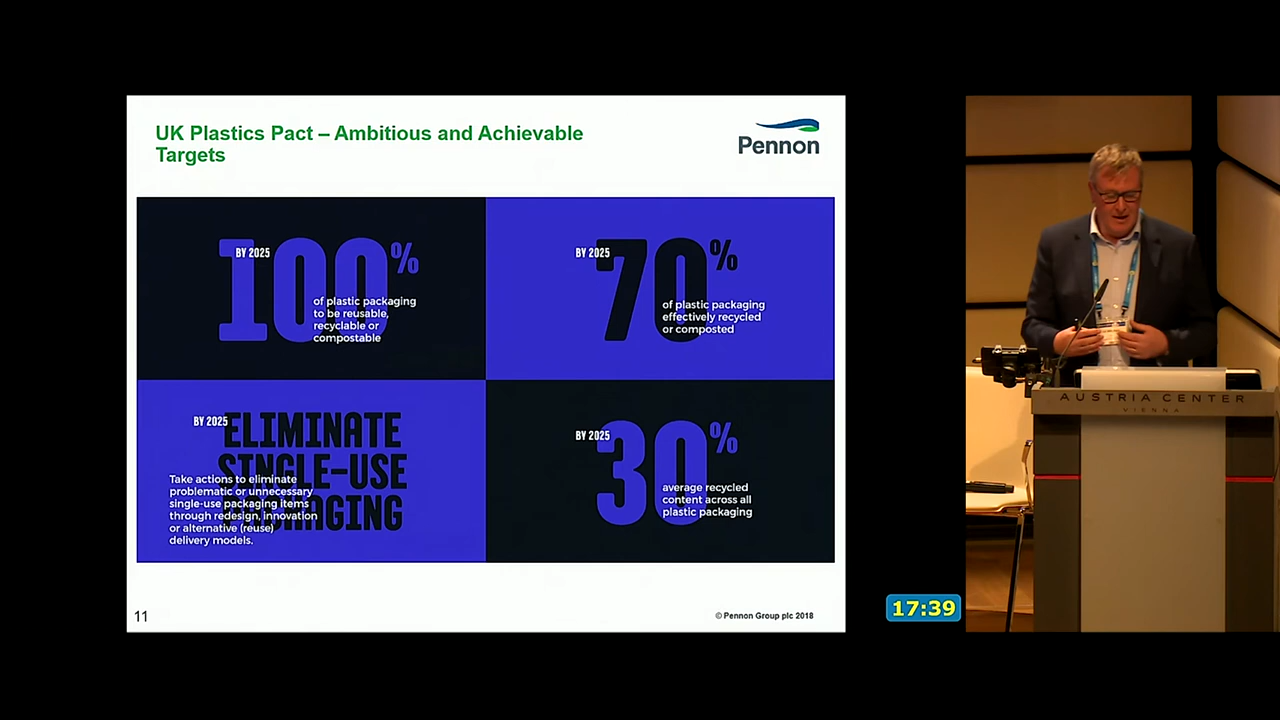 UK Plastics Pact – Ambitious and Achievable
Targets
Pennon
BY 2025
100%
of plastic packaging
to be reusable,
recyclable or
compostable
BY 2025
70%
of plastic packaging
effectively recycled
or composted
BY 2025
ELIMINATE
SINGLE-USE
PACKAGING
Take actions to eliminate
problematic or unnecessary
single-use packaging items
through redesign, innovation
or alternative (reuse)
delivery models.
BY 2025
30%
average recycled
content across all
plastic packaging
11
© Pennon Group plc 2018
17:39
AUSTRIA CENTER
VIENNA